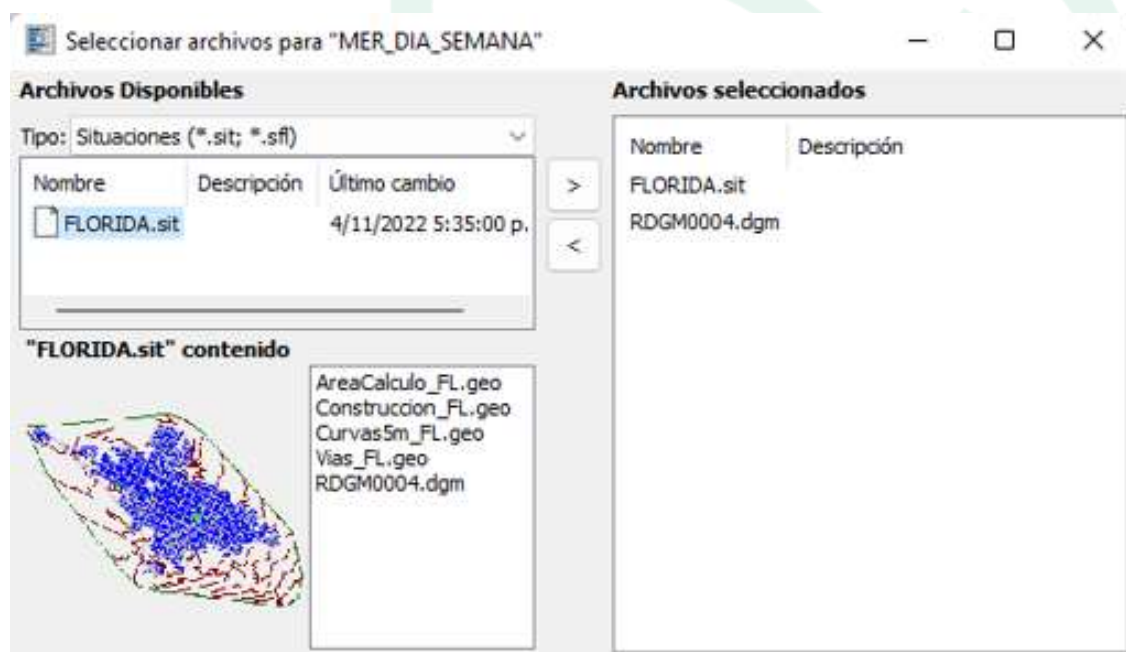 Seleccionar archivos para "MER_DIA_SEMANA"
Archivos Disponibles
Tipo: Situaciones (*.sit; *.sfl)
Nombre Descripción Último cambio
FLORIDA.sit 4/11/2022 5:35:00 p.
>
<
"FLORIDA.sit" contenido
AreaCalculo_FL.geo
Construccion_FL.geo
Curvas5m_FL.geo
Vias_FL.geo
RDGM0004.dgm
Archivos seleccionados
Nombre Descripción
FLORIDA.sit
RDGM0004.dgm